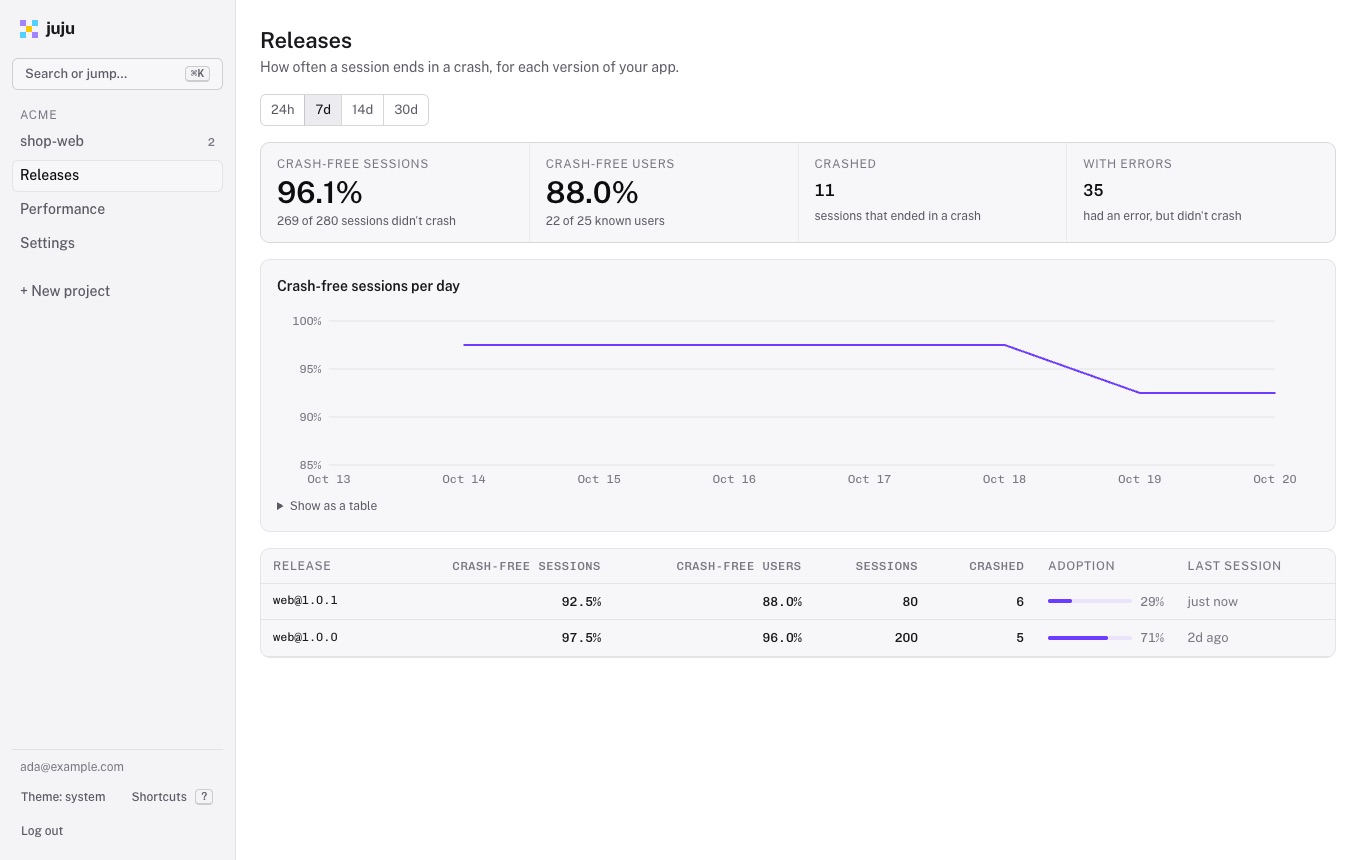 juju
Search or jump... ⌘K
ACME
shop-web 2
Releases
Performance
Settings
+ New project
ada@example.com
Theme: system Shortcuts ?
Log out
Releases
How often a session ends in a crash, for each version of your app.
24h 7d 14d 30d
CRASH-FREE SESSIONS
96.1%
269 of 280 sessions didn't crash
CRASH-FREE USERS
88.0%
22 of 25 known users
CRASHED
11
sessions that ended in a crash
WITH ERRORS
35
had an error, but didn't crash
Crash-free sessions per day
100%
95%
90%
85%
Oct 13 Oct 14 Oct 15 Oct 16 Oct 17 Oct 18 Oct 19 Oct 20
Show as a table
RELEASE CRASH-FREE SESSIONS CRASH-FREE USERS SESSIONS CRASHED ADOPTION LAST SESSION
web@1.0.1 92.5% 88.0% 80 6 29% just now
web@1.0.0 97.5% 96.0% 200 5 71% 2d ago